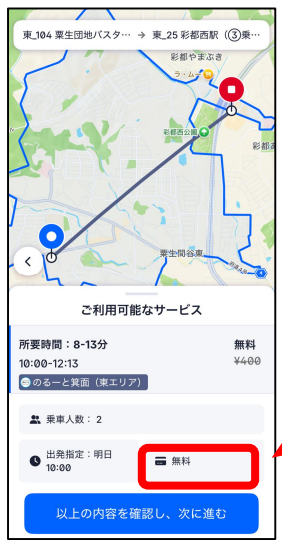 東_104 粟生団地バスタ… → 東_25 彩都西駅（③乗…
彩都やまぶき
ラ・ムー
彩都西公園
彩都あ
粟生間谷東
ご利用可能なサービス
所要時間：8-13分
無料
10:00-12:13
¥400
のるーと箕面（東エリア）
乗車人数： 2
出発指定：明日
10:00
無料
以上の内容を確認し、次に進む